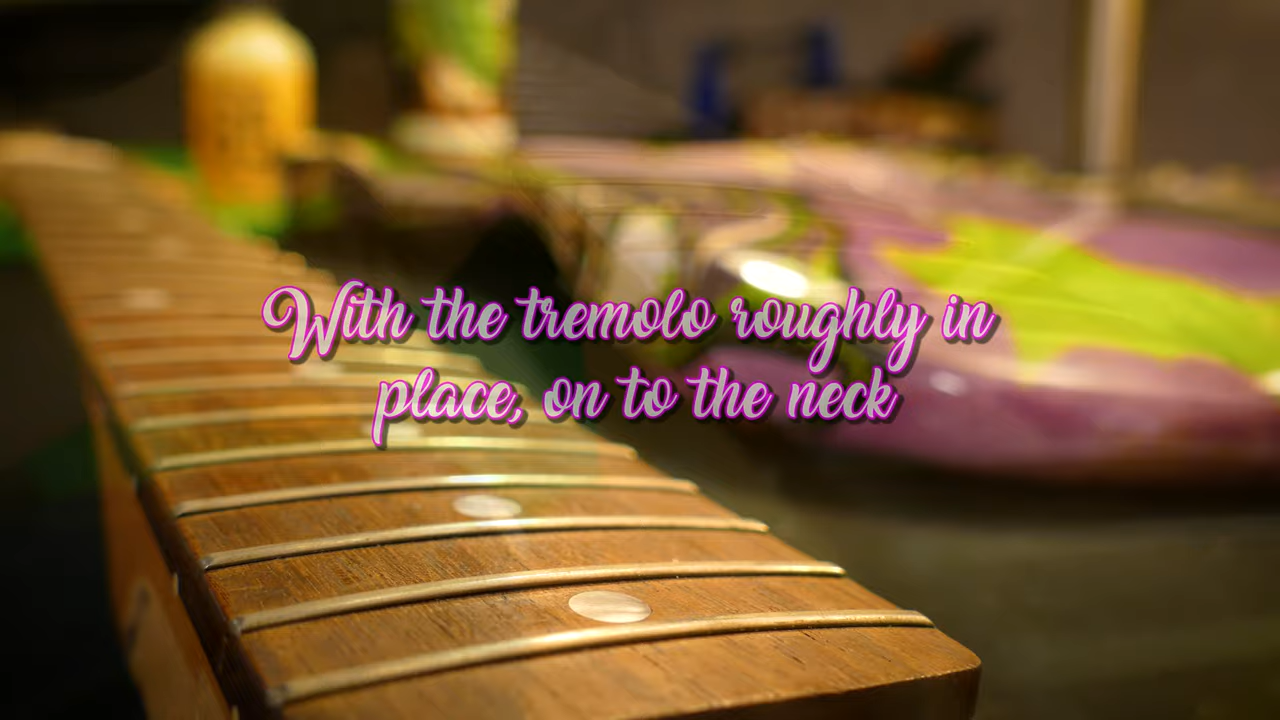 With the tremolo roughly in
place, on to the neck